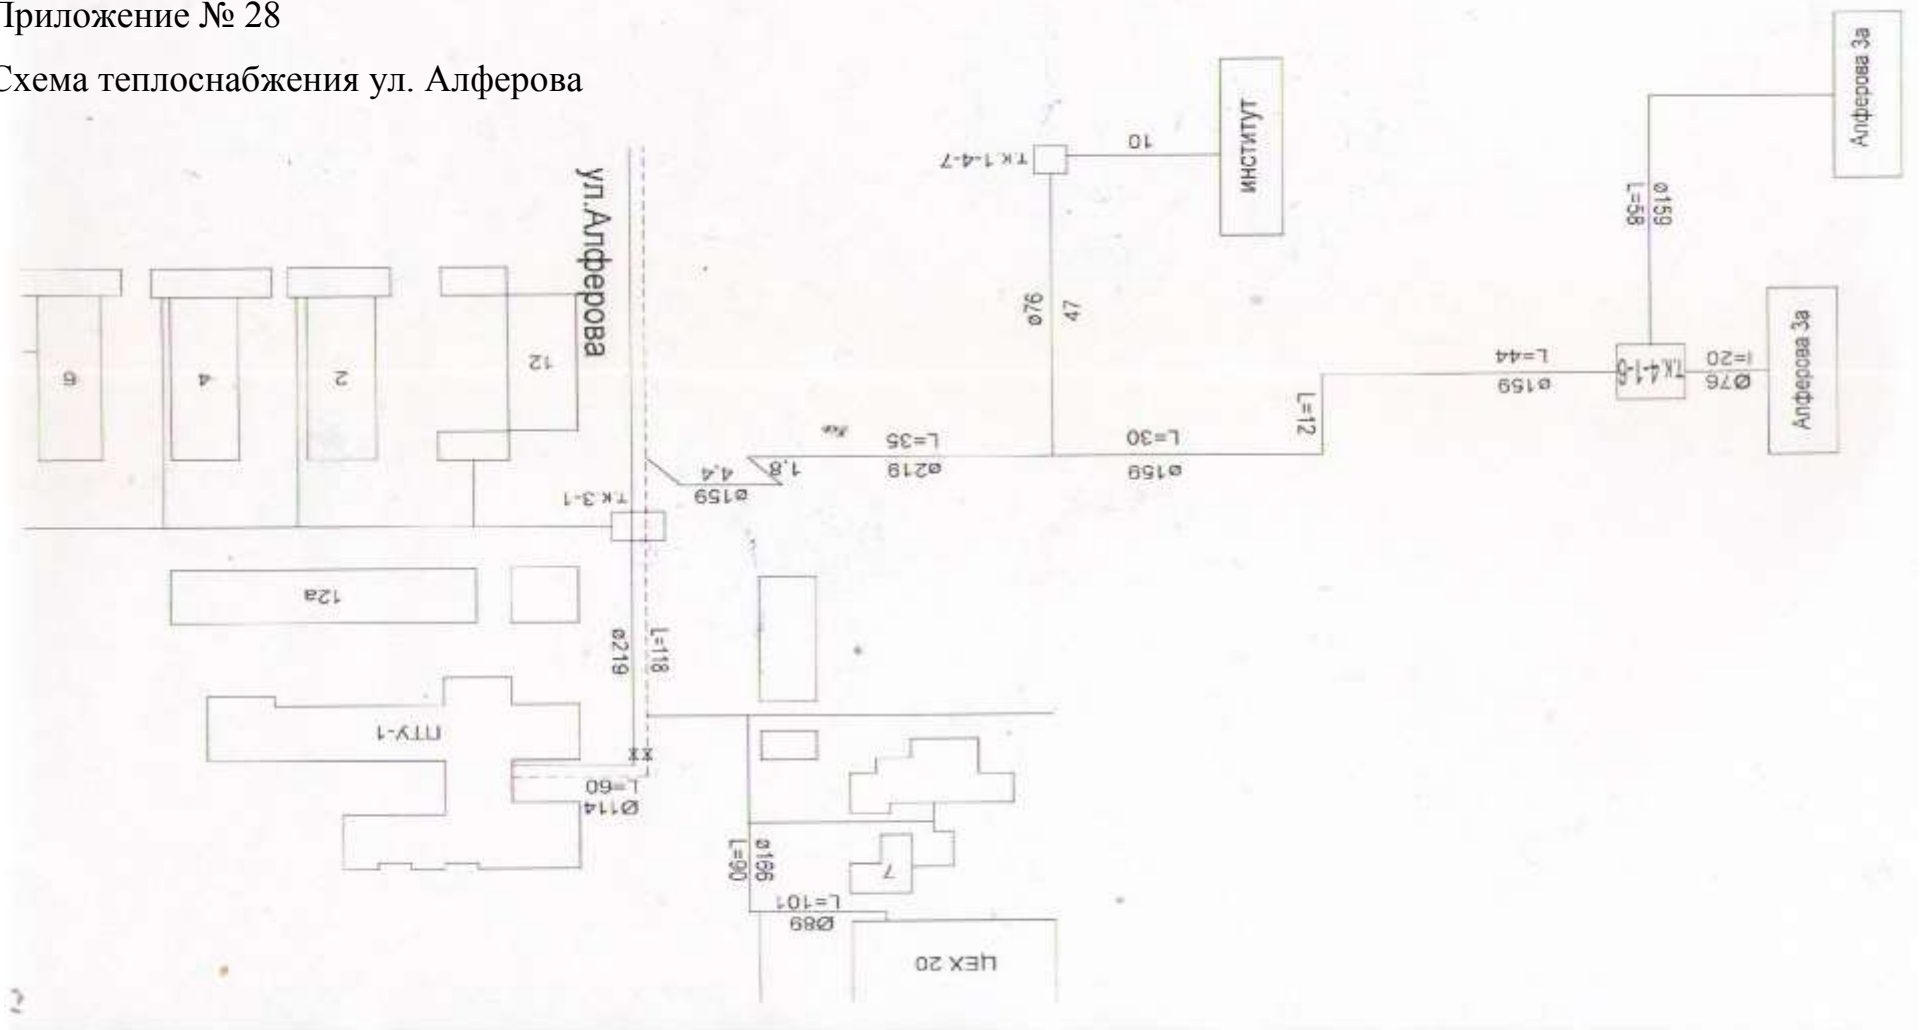 Приложение № 28
Схема теплоснабжения ул. Алферова
Алферова 3а
институт
10
т.к 1-4-7
ул.Алферова
ø159
L=58
ø76
47
6
4
2
12
L=44
ø159
т.к 4-1-6
l=20
Ø76
Алферова 3а
L=12
L=35
ø219
L=30
ø159
1,8
4,4
ø159
т.к 3-1
12а
ø219
L=118
ПТУ-1
L=60
Ø114
ø166
L=90
7
L=101
Ø89
ЦЕХ 20